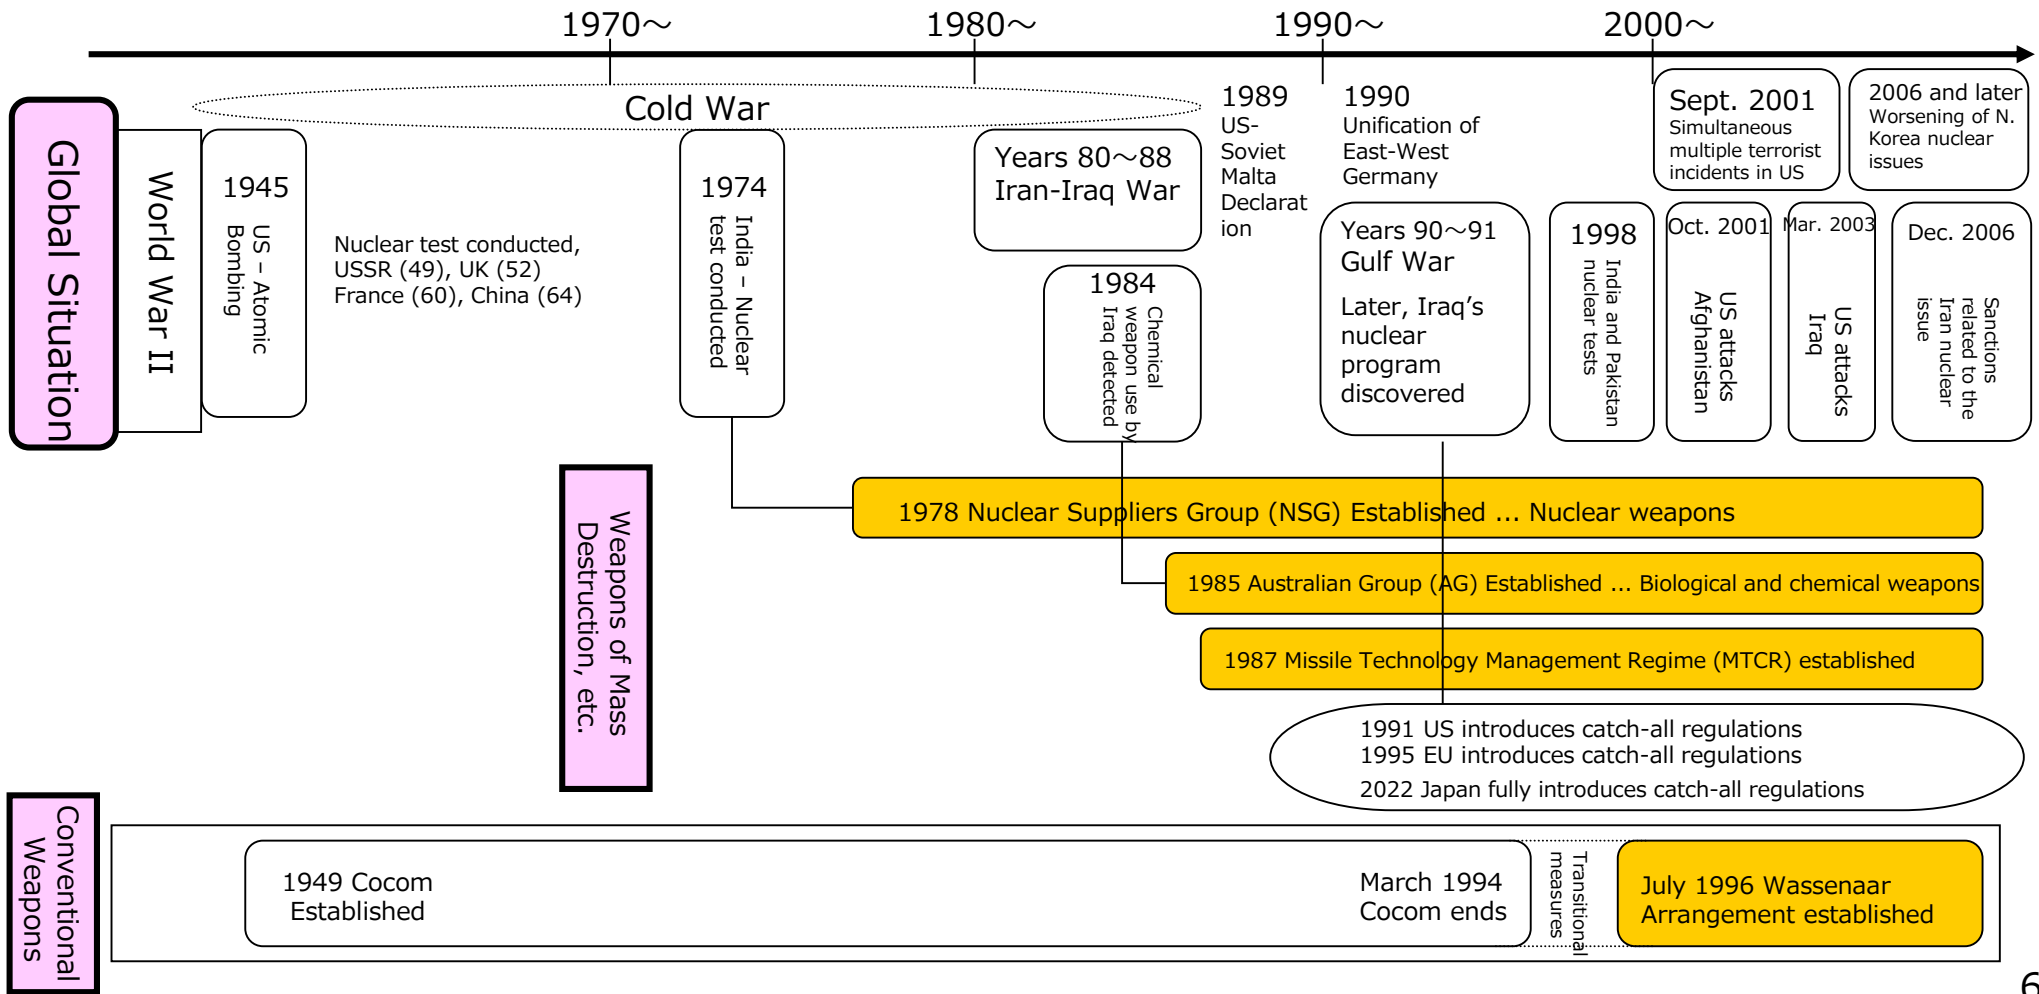 1970～
1980～
1990～
2000～
Global Situation
World War II
Cold War
1945
US – Atomic
Bombing
Nuclear test conducted,
USSR (49), UK (52)
France (60), China (64)
1974
India – Nuclear
test conducted
Years 80～88
Iran-Iraq War
1984
Chemical
weapon use by
Iraq detected
1989
US-
Soviet
Malta
Declarat
ion
1990
Unification of
East-West
Germany
Years 90～91
Gulf War
Later, Iraq’s
nuclear
program
discovered
1998
India and Pakistan
nuclear tests
Sept. 2001
Simultaneous
multiple terrorist
incidents in US
Oct. 2001
US attacks
Afghanistan
Mar. 2003
US attacks
Iraq
2006 and later
Worsening of N.
Korea nuclear
issues
Dec. 2006
Sanctions
related to the
Iran nuclear
issue
Weapons of Mass
Destruction, etc.
1978 Nuclear Suppliers Group (NSG) Established ... Nuclear weapons
1985 Australian Group (AG) Established ... Biological and chemical weapons
1987 Missile Technology Management Regime (MTCR) established
1991 US introduces catch-all regulations
1995 EU introduces catch-all regulations
2022 Japan fully introduces catch-all regulations
Conventional
Weapons
1949 Cocom
Established
March 1994
Cocom ends
Transitional
measures
July 1996 Wassenaar
Arrangement established
6